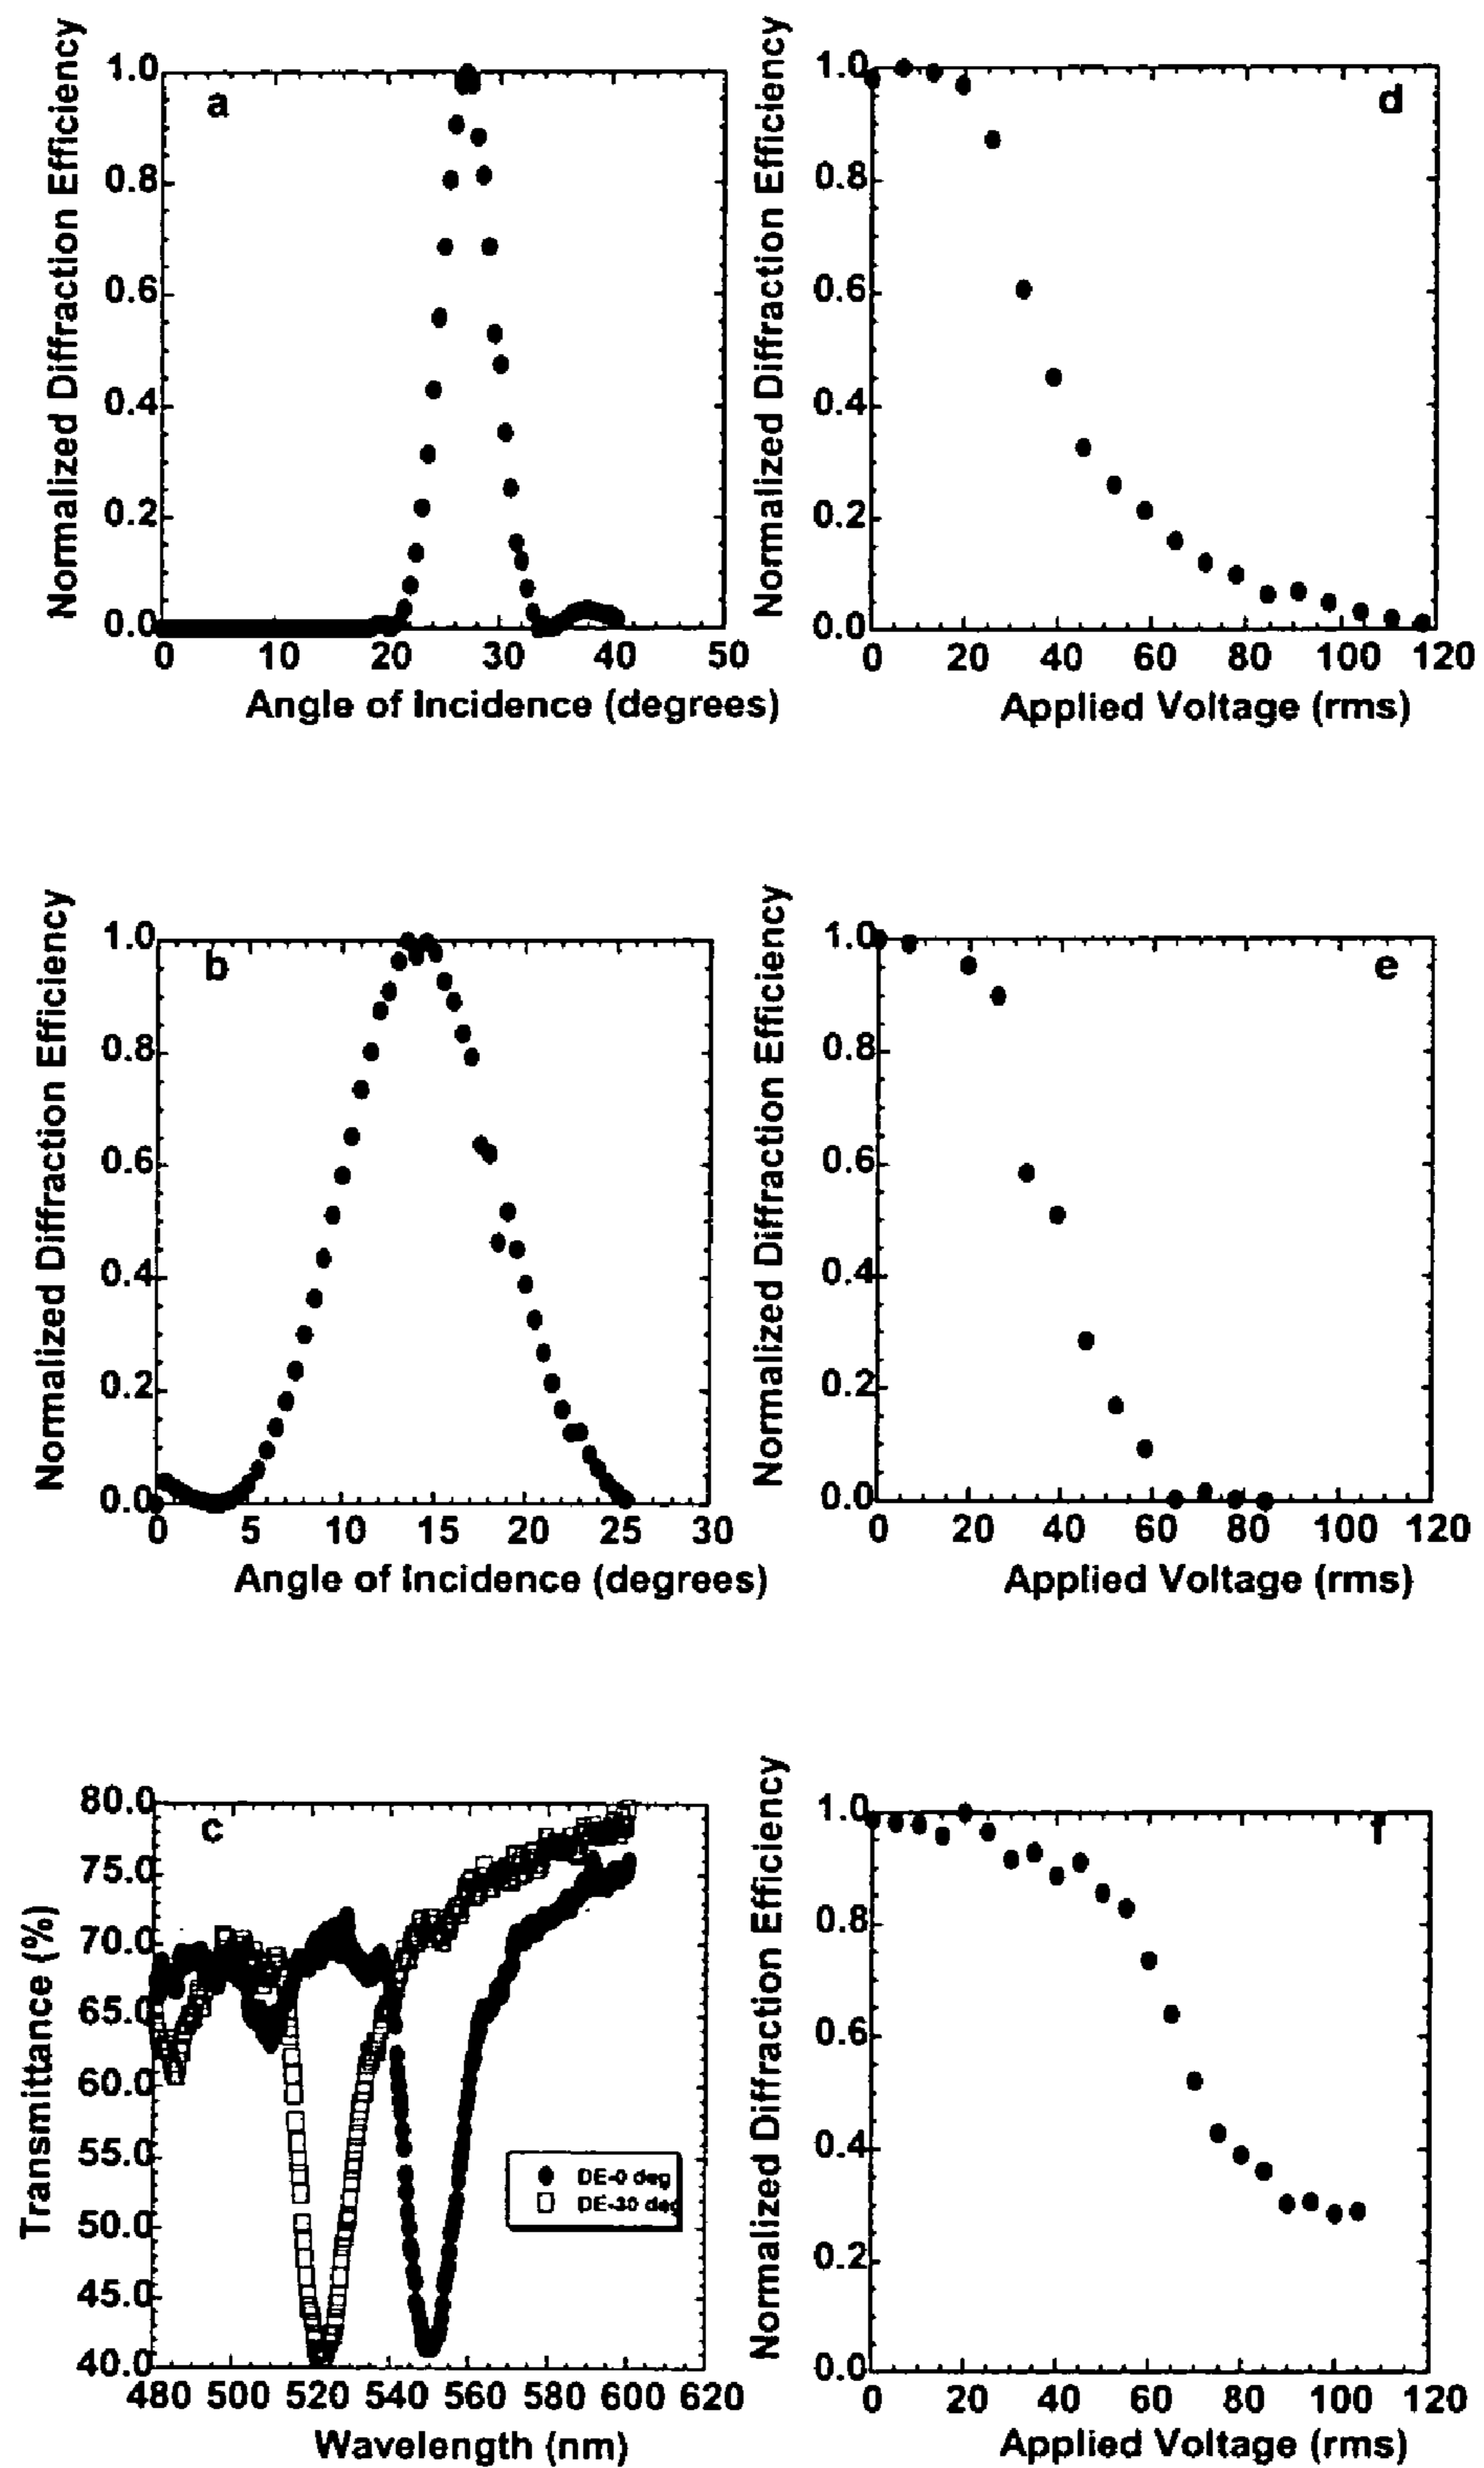 Normalized Diffraction Efficiency
a
1.0
0.8
0.6
0.4
0.2
0.0
0 10 20 30 40 50
Angle of Incidence (degrees)
Normalized Diffraction Efficiency
d
1.0
0.8
0.6
0.4
0.2
0.0
0 20 40 60 80 100 120
Applied Voltage (rms)
Normalized Diffraction Efficiency
b
1.0
0.8
0.6
0.4
0.2
0.0
0 5 10 15 20 25 30
Angle of Incidence (degrees)
Normalized Diffraction Efficiency
e
1.0
0.8
0.6
0.4
0.2
0.0
0 20 40 60 80 100 120
Applied Voltage (rms)
Transmittance (%)
c
80.0
75.0
70.0
65.0
60.0
55.0
50.0
45.0
40.0
DE-0 deg
DE-30 deg
480 500 520 540 560 580 600 620
Wavelength (nm)
Normalized Diffraction Efficiency
f
1.0
0.8
0.6
0.4
0.2
0.0
0 20 40 60 80 100 120
Applied Voltage (rms)